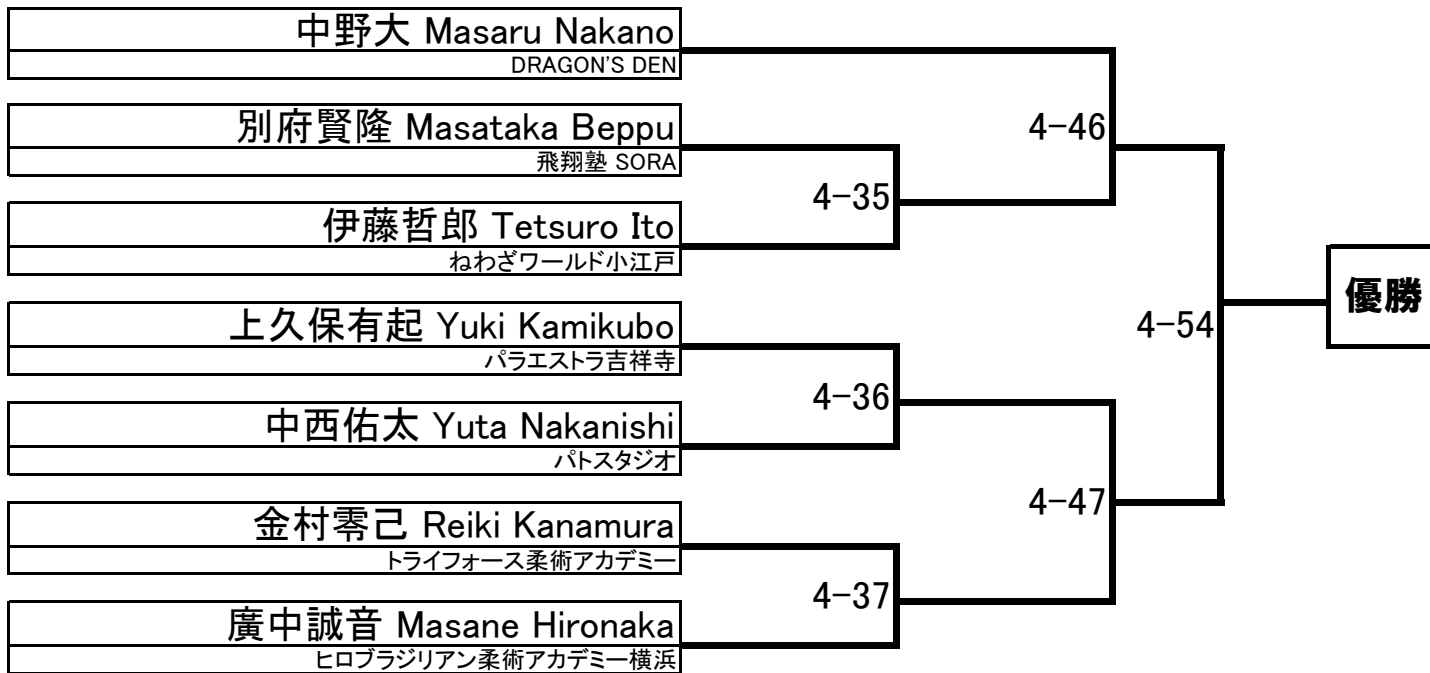 中野大 Masaru Nakano
DRAGON'S DEN
別府賢隆 Masataka Beppu
飛翔塾 SORA
伊藤哲郎 Tetsuro Ito
ねわざワールド小江戸
上久保有起 Yuki Kamikubo
パラエストラ吉祥寺
中西佑太 Yuta Nakanishi
パトスタジオ
金村零己 Reiki Kanamura
トライフォース柔術アカデミー
廣中誠音 Masane Hironaka
ヒロブラジリアン柔術アカデミー横浜
4-35
4-36
4-37
4-46
4-47
4-54
優勝